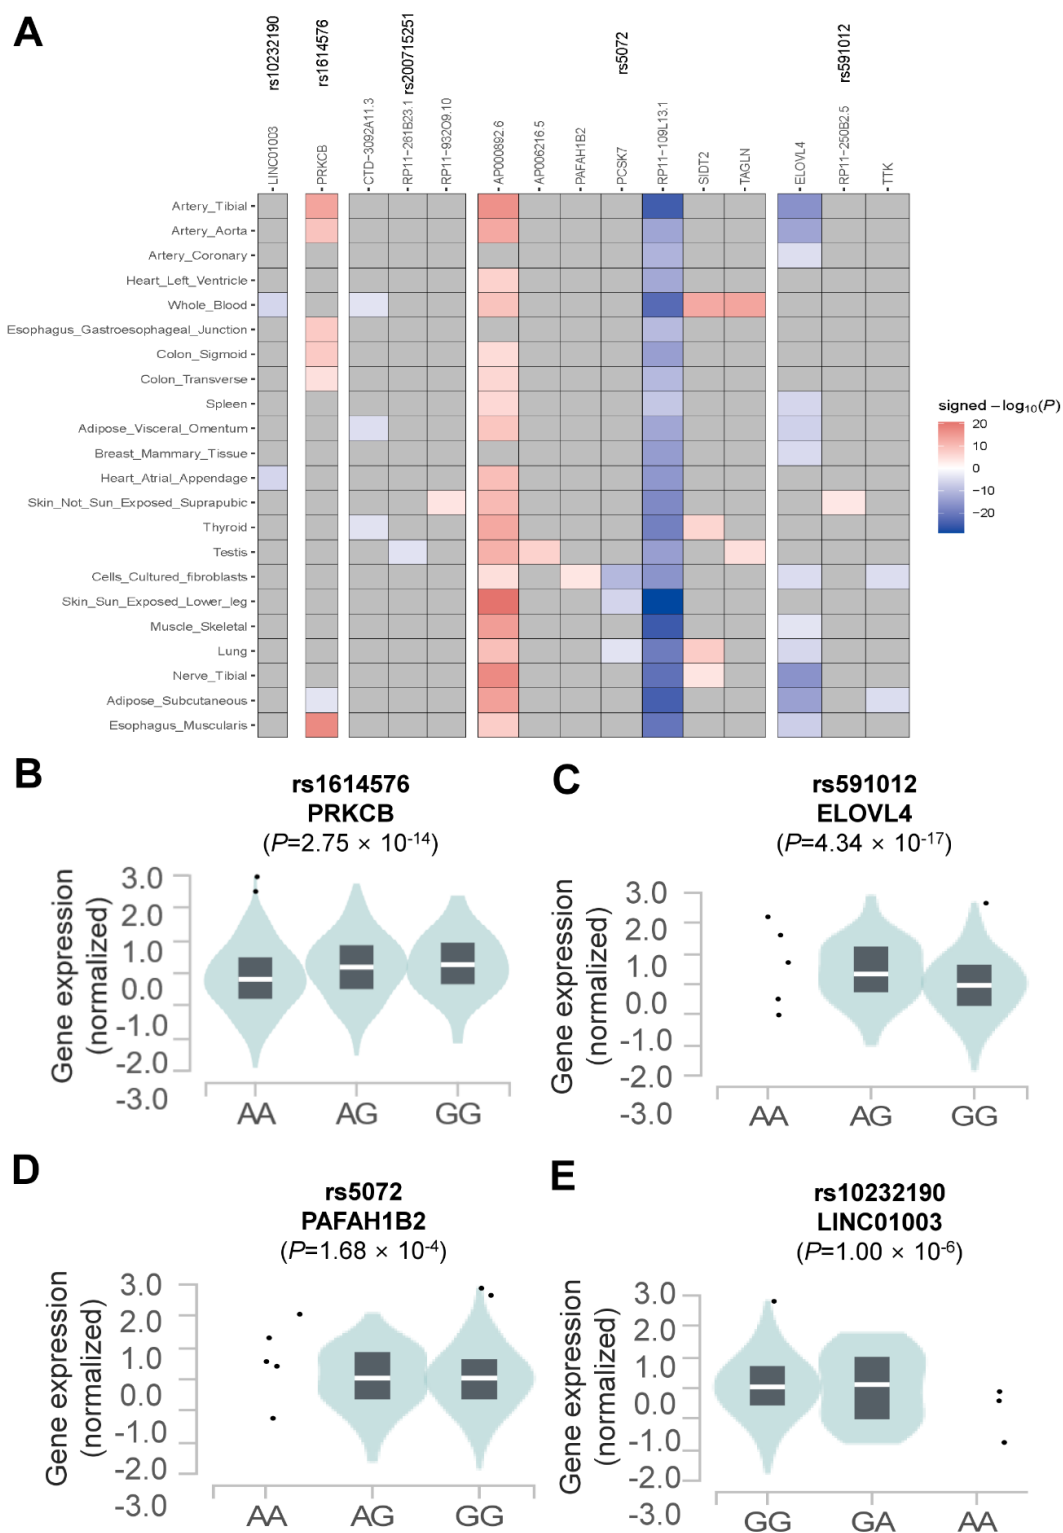 A
rs10232190
rs1614576
rs200715251
rs5072
rs591012
LINC01003
PRKCB
CTD−3092A11.3
RP11−261B23.1
RP11−932O9.10
AP000892.6
AP006216.5
PAFAH1B2
PCSK7
RP11−109L13.1
SIDT2
TAGLN
ELOVL4
RP11−250B2.5
TTK
Artery_Tibial
Artery_Aorta
Artery_Coronary
Heart_Left_Ventricle
Whole_Blood
Esophagus_Gastroesophageal_Junction
Colon_Sigmoid
Colon_Transverse
Spleen
Adipose_Visceral_Omentum
Breast_Mammary_Tissue
Heart_Atrial_Appendage
Skin_Not_Sun_Exposed_Suprapubic
Thyroid
Testis
Cells_Cultured_fibroblasts
Skin_Sun_Exposed_Lower_leg
Muscle_Skeletal
Lung
Nerve_Tibial
Adipose_Subcutaneous
Esophagus_Muscularis
signed −log10(P)
20
10
0
−10
−20
B
rs1614576
PRKCB
(P=2.75 × 10-14)
Gene expression
(normalized)
3.0
2.0
1.0
0.0
-1.0
-2.0
-3.0
AA AG GG
C
rs591012
ELOVL4
(P=4.34 × 10-17)
Gene expression
(normalized)
3.0
2.0
1.0
0.0
-1.0
-2.0
-3.0
AA AG GG
D
rs5072
PAFAH1B2
(P=1.68 × 10-4)
Gene expression
(normalized)
3.0
2.0
1.0
0.0
-1.0
-2.0
-3.0
AA AG GG
E
rs10232190
LINC01003
(P=1.00 × 10-6)
Gene expression
(normalized)
3.0
2.0
1.0
0.0
-1.0
-2.0
-3.0
GG GA AA